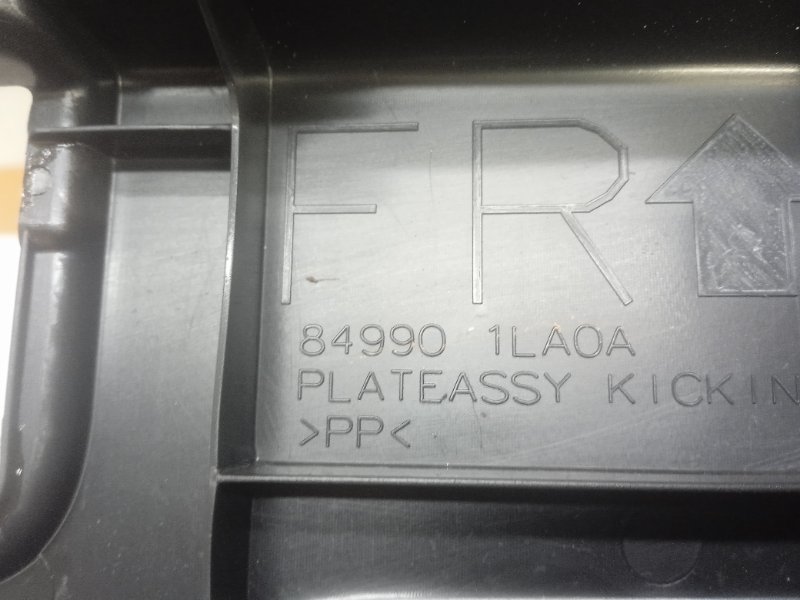 FR
84990 1LA0A
PLATEASSY KICKIN
>PP<